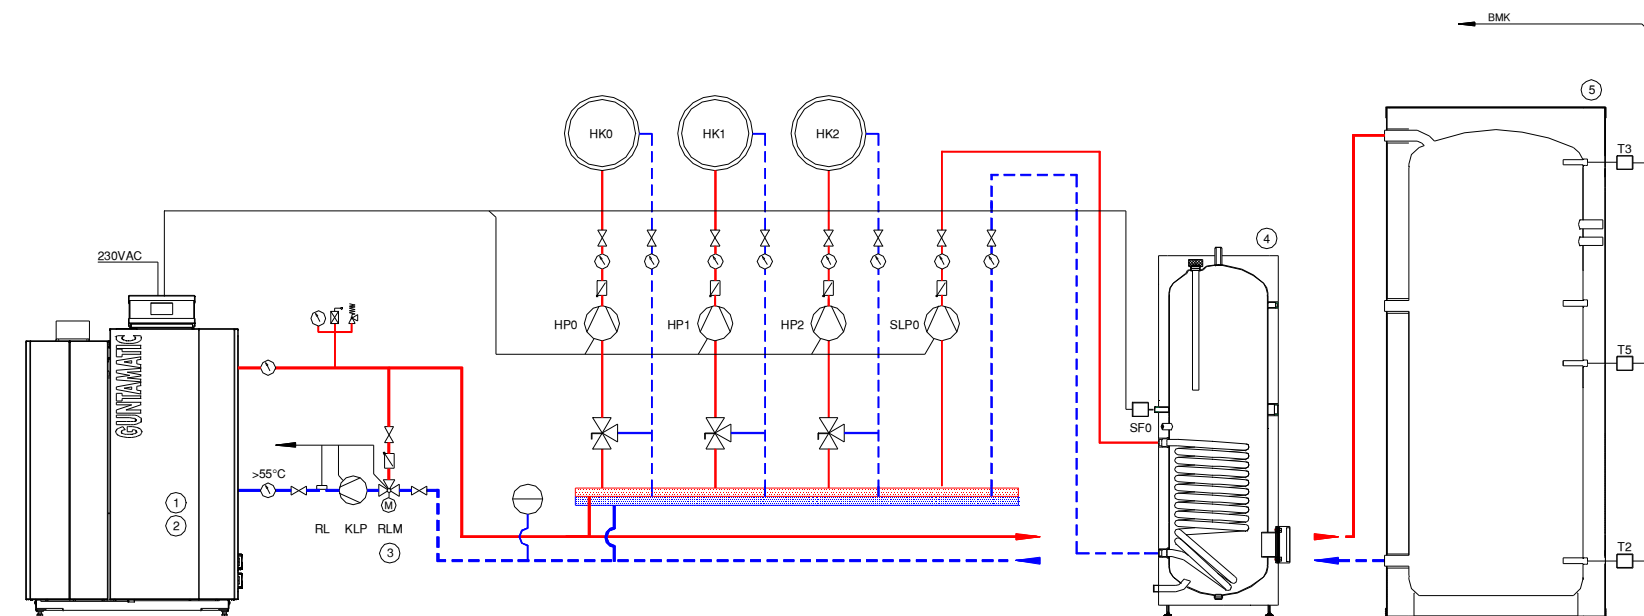 BMK
5
HK0
HK1
HK2
T3
4
230VAC
HP0
HP1
HP2
SLP0
GUNTAMATIC
T5
SF0
>55°C
1
2
M
RL
KLP
RLM
3
T2